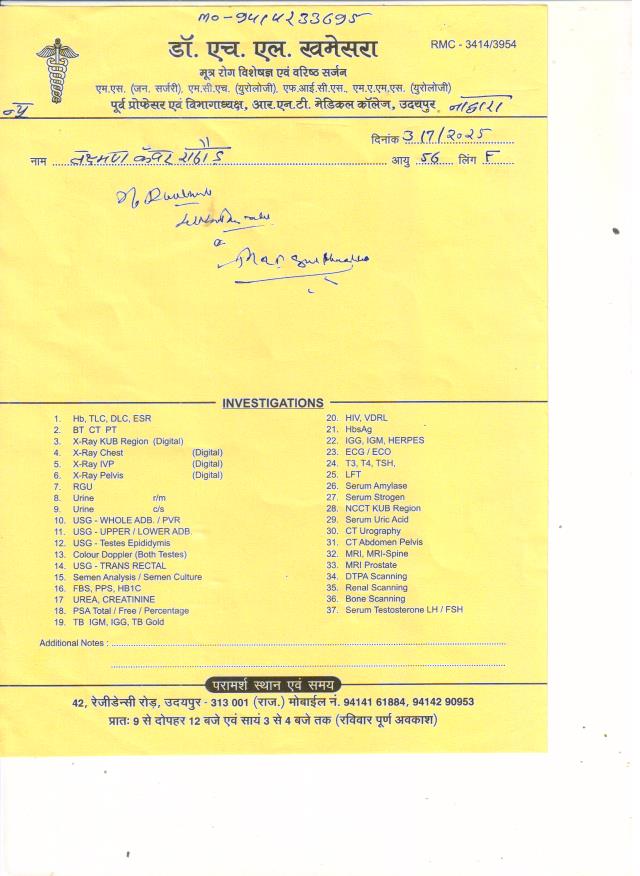 mo-9414233695
डॉ. एच. एल. खमेसरा
RMC - 3414/3954
मूत्र रोग विशेषज्ञ एवं वरिष्ठ सर्जन
एम.एस. (जन. सर्जरी), एम.सी.एच. (यूरोलोजी), एफ.आई.सी.एस., एम.ए.एम.एस. (यूरोलोजी)
पूर्व प्रोफेसर एवं विभागाध्यक्ष, आर.एन.टी. मेडिकल कॉलेज, उदयपुर
न्यू
दिनांक 3/7/2025
नाम लक्ष्मण कँवर राठौड आयु 56 लिंग F
INVESTIGATIONS
1. Hb, TLC, DLC, ESR
2. BT CT PT
3. X-Ray KUB Region (Digital)
4. X-Ray Chest (Digital)
5. X-Ray IVP (Digital)
6. X-Ray Pelvis (Digital)
7. RGU
8. Urine r/m
9. Urine c/s
10. USG - WHOLE ADB. / PVR
11. USG - UPPER / LOWER ADB.
12. USG - Testes Epididymis
13. Colour Doppler (Both Testes)
14. USG - TRANS RECTAL
15. Semen Analysis / Semen Culture
16. FBS, PPS, HB1C
17 UREA, CREATININE
18. PSA Total / Free / Percentage
19. TB IGM, IGG, TB Gold
20. HIV, VDRL
21. HbsAg
22. IGG, IGM, HERPES
23. ECG / ECO
24. T3, T4, TSH,
25. LFT
26. Serum Amylase
27. Serum Strogen
28. NCCT KUB Region
29. Serum Uric Acid
30. CT Urography
31. CT Abdomen Pelvis
32. MRI, MRI-Spine
33. MRI Prostate
34. DTPA Scanning
35. Renal Scanning
36. Bone Scanning
37. Serum Testosterone LH / FSH
Additional Notes :
परामर्श स्थान एवं समय
42, रेजीडेन्सी रोड़, उदयपुर - 313 001 (राज.) मोबाईल नं. 94141 61884, 94142 90953
प्रातः 9 से दोपहर 12 बजे एवं सायं 3 से 4 बजे तक (रविवार पूर्ण अवकाश)